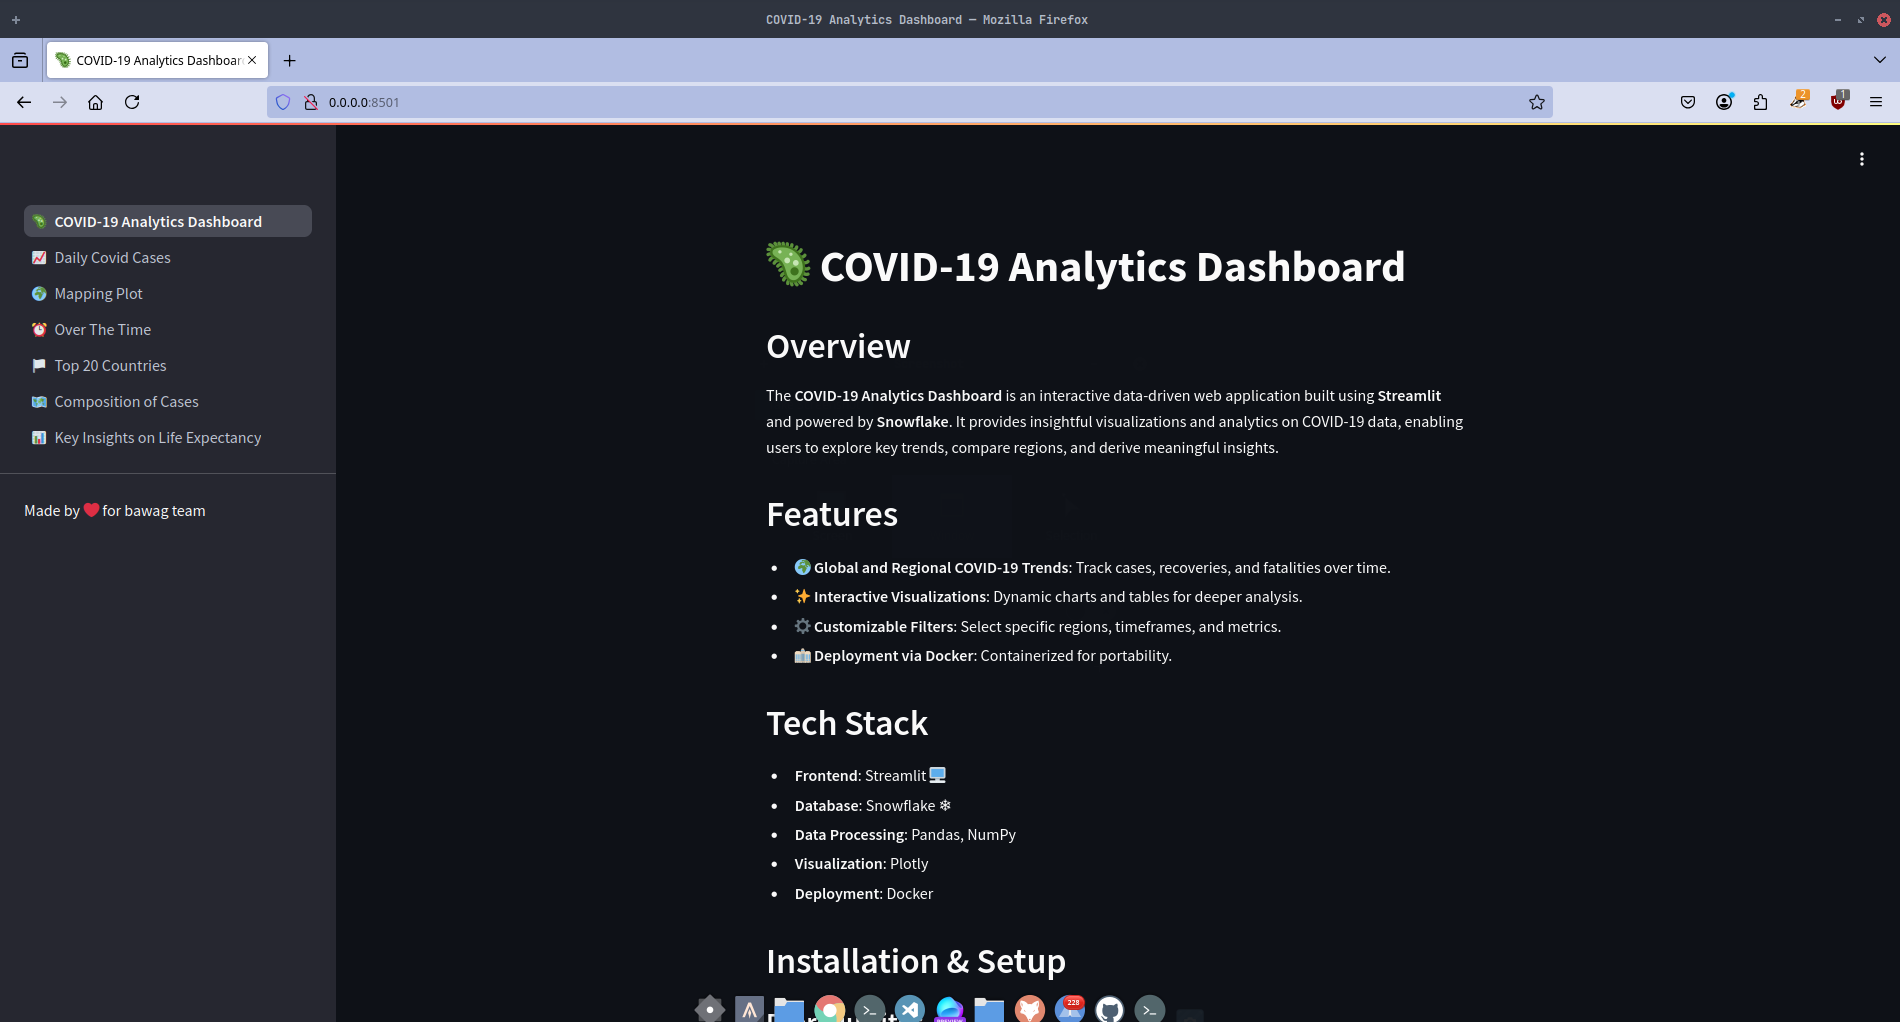 COVID-19 Analytics Dashboard — Mozilla Firefox
COVID-19 Analytics Dashboar
0.0.0.0:8501
2
1
COVID-19 Analytics Dashboard
Daily Covid Cases
Mapping Plot
Over The Time
Top 20 Countries
Composition of Cases
Key Insights on Life Expectancy
Made by ❤️ for bawag team
COVID-19 Analytics Dashboard
Overview
The COVID-19 Analytics Dashboard is an interactive data-driven web application built using Streamlit
and powered by Snowflake. It provides insightful visualizations and analytics on COVID-19 data, enabling
users to explore key trends, compare regions, and derive meaningful insights.
Features
• 🌍 Global and Regional COVID-19 Trends: Track cases, recoveries, and fatalities over time.
• ✨ Interactive Visualizations: Dynamic charts and tables for deeper analysis.
• ⚙️ Customizable Filters: Select specific regions, timeframes, and metrics.
• Deployment via Docker: Containerized for portability.
Tech Stack
• Frontend: Streamlit 🖥️
• Database: Snowflake ❄
• Data Processing: Pandas, NumPy
• Visualization: Plotly
• Deployment: Docker
Installation & Setup
228